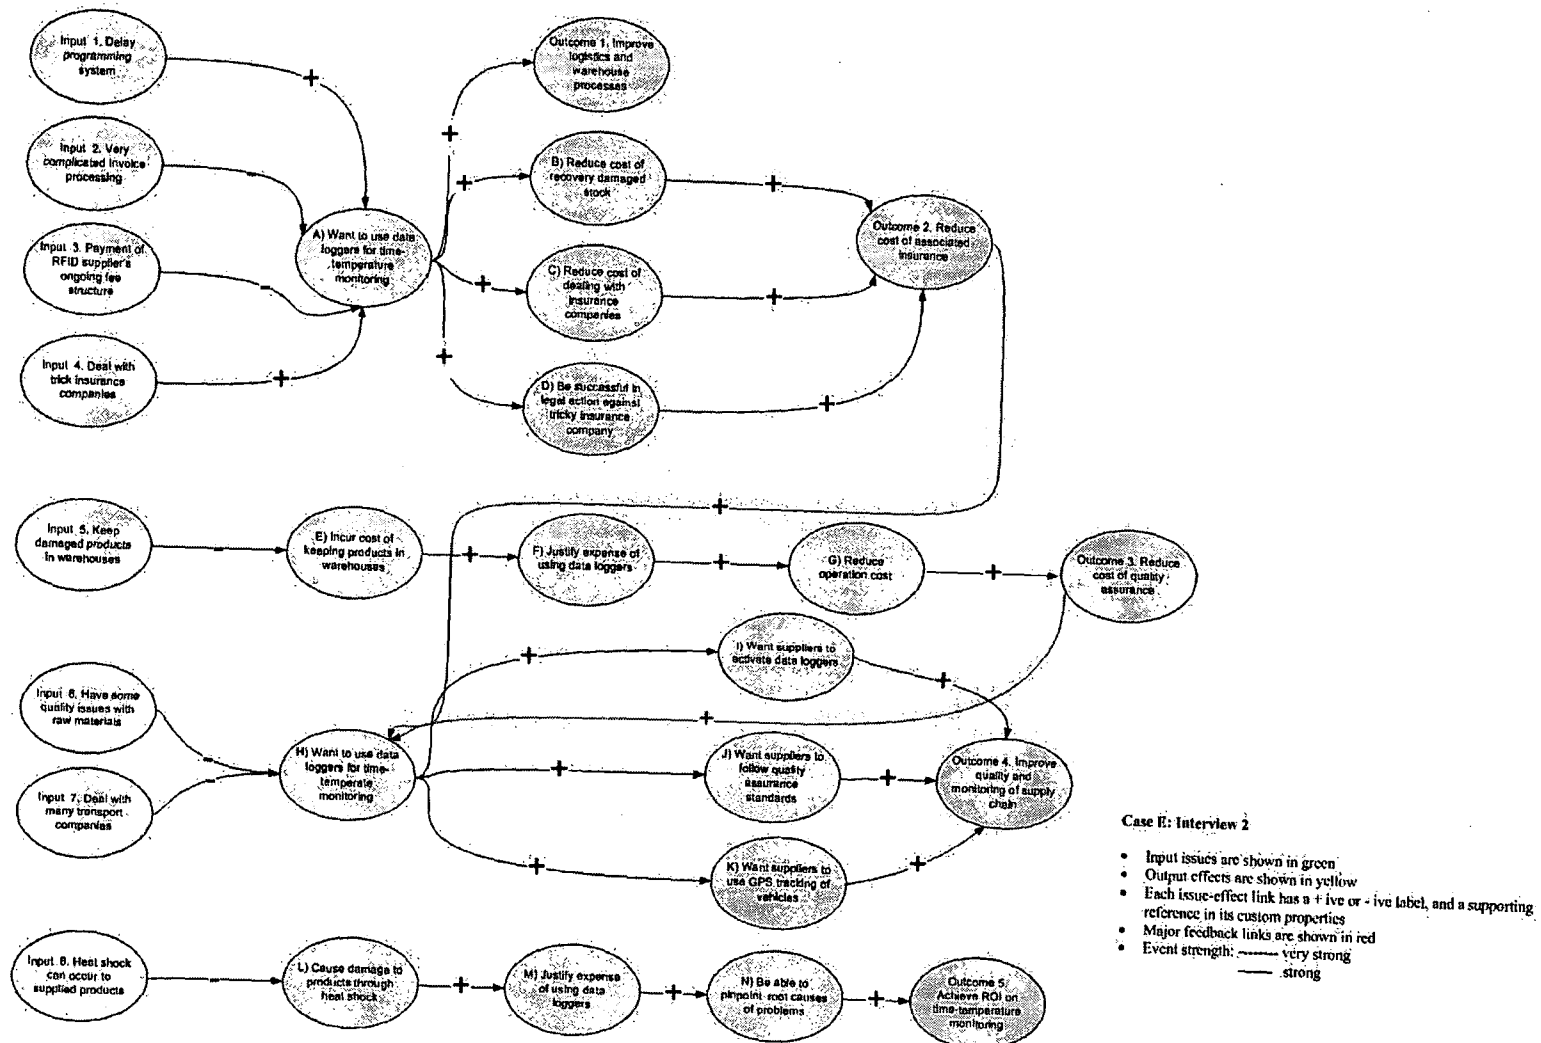 Input 1. Delay
programming
system
Outcome 1. Improve
logistics and
warehouse
processes
Input 2. Very
complicated invoice
processing
B) Reduce cost of
recovery damaged
stock
A) Want to use data
loggers for time-
temperature
monitoring
Outcome 2. Reduce
cost of associated
insurance
Input 3. Payment of
RFID supplier's
ongoing fee
structure
C) Reduce cost of
dealing with
insurance
companies
Input 4. Deal with
trick insurance
companies
D) Be successful in
legal action against
tricky insurance
company
Input 5. Keep
damaged products
in warehouses
E) Incur cost of
keeping products in
warehouses
F) Justify expense of
using data loggers
G) Reduce
operation cost
Outcome 3. Reduce
cost of quality
assurance
I) Want suppliers to
activate data loggers
Input 6. Have some
quality issues with
raw materials
H) Want to use data
loggers for time-
temperate
monitoring
J) Want suppliers to
follow quality
assurance
standards
Outcome 4. Improve
quality and
monitoring of supply
chain
Input 7. Deal with
many transport
companies
K) Want suppliers to
use GPS tracking of
vehicles
Input 8. Heat shock
can occur to
supplied products
L) Cause damage to
products through
heat shock
M) Justify expense
of using data
loggers
N) Be able to
pinpoint root causes
of problems
Outcome 5.
Achieve ROI on
time-temperature
monitoring
Case E: Interview 2
• Input issues are shown in green
• Output effects are shown in yellow
• Each issue-effect link has a + ive or - ive label, and a supporting
reference in its custom properties
• Major feedback links are shown in red
• Event strength: ------- very strong
—— strong